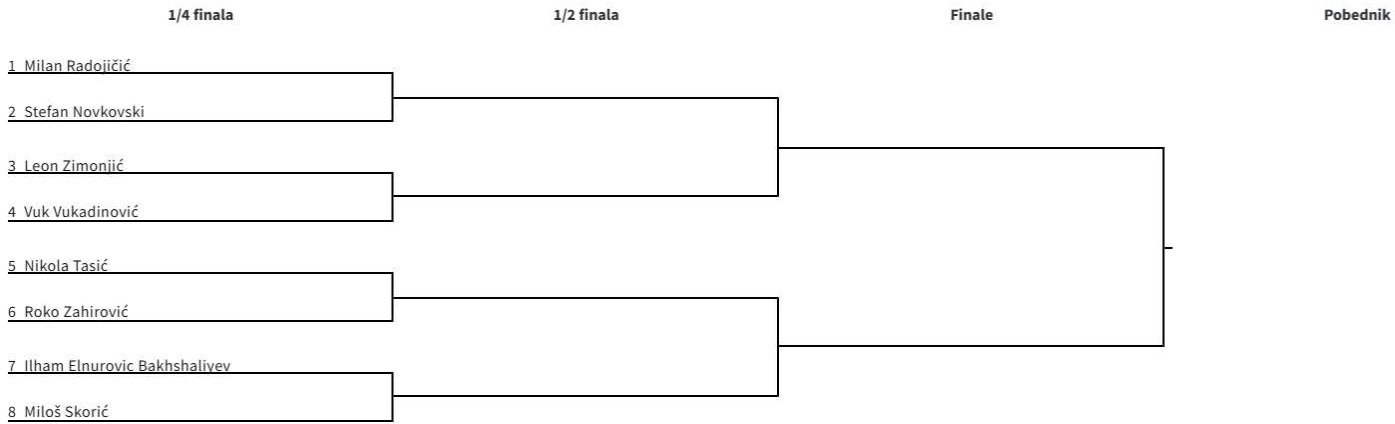 1/4 finala 1/2 finala Finale Pobednik
1 Milan Radojičić
2 Stefan Novkovski
3 Leon Zimonjić
4 Vuk Vukadinović
5 Nikola Tasić
6 Roko Zahirović
7 Ilham Elnurovic Bakhshaliyev
8 Miloš Skorić